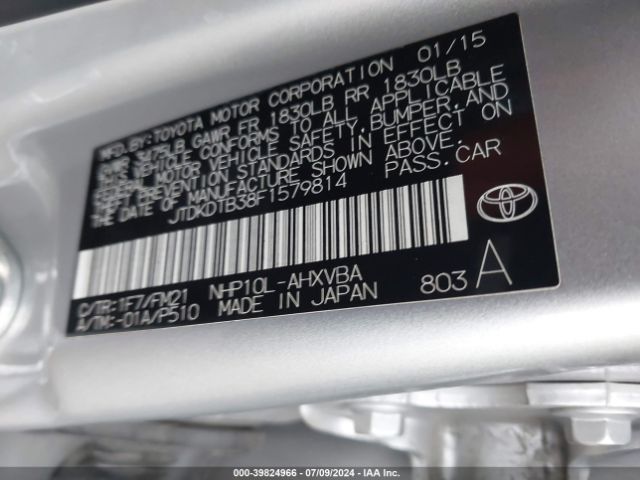 MFD.BY:TOYOTA MOTOR CORPORATION 01/15
GVWR 3475LB GAWR FR 1830LB RR 1830LB
THIS VEHICLE CONFORMS TO ALL APPLICABLE
FEDERAL MOTOR VEHICLE SAFETY,BUMPER,AND
THEFT PREVENTION STANDARDS IN EFFECT ON
THE DATE OF MANUFACTURE SHOWN ABOVE.
JTDKDTB38F1579814 PASS.CAR
C/TR:1F7/FM21 NHP10L-AHXVBA
A/TM:-01A/P510 MADE IN JAPAN 803 A
000-39824966 - 07/09/2024 - IAA Inc.